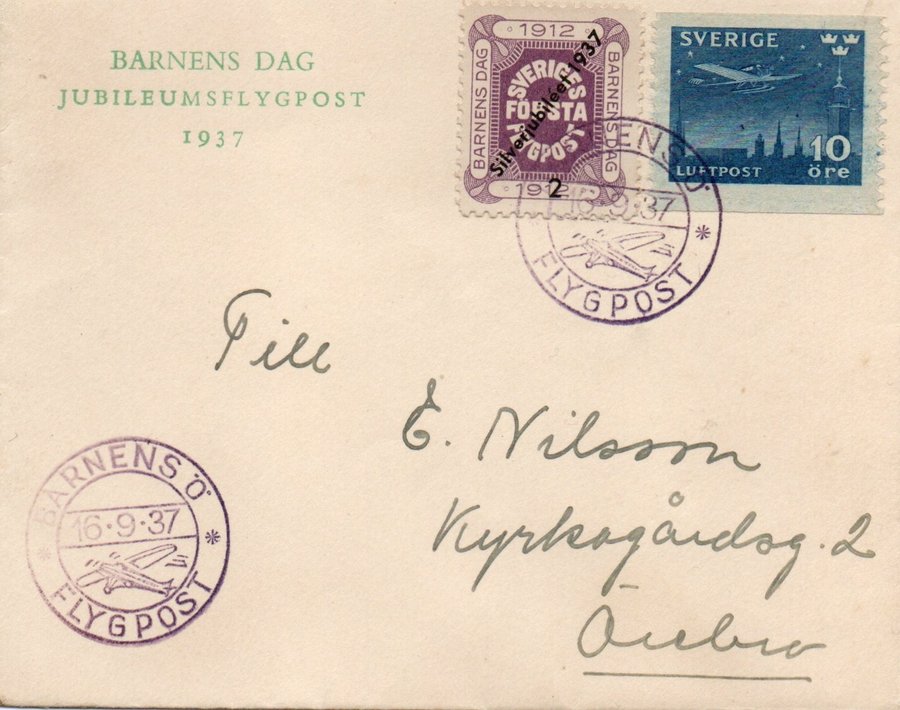 BARNENS DAG
JUBILEUMSFLYGPOST
1937
1912
BARNENS DAG
SVERIGES
FÖRSTA
FLYGPOST
BARNENS DAG
Silverjubileet 1937
2
1912
SVERIGE
LUFTPOST
10
öre
BARNENS Ö
16·9·37
FLYGPOST
Till
E. Nilsson
Kyrkogårdsg. 2
Örebro
BARNENS Ö
16·9·37
FLYGPOST